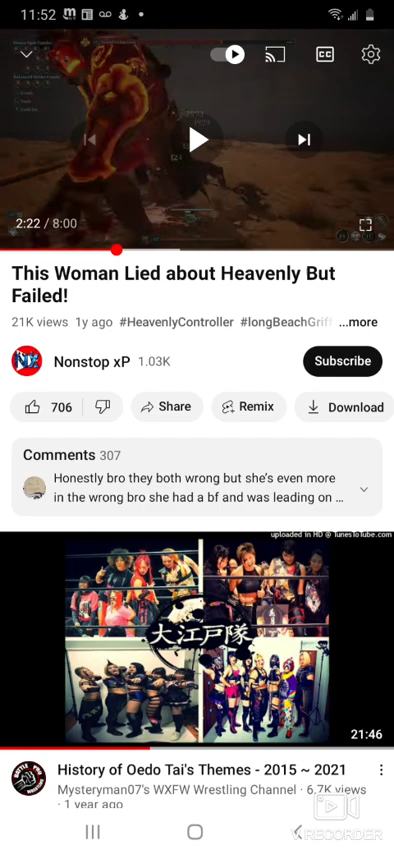 11:52
CC
2:22 / 8:00
This Woman Lied about Heavenly But
Failed!
21K views 1y ago #HeavenlyController #longBeachGriff ...more
Nonstop xP 1.03K
Subscribe
706
Share
Remix
Download
Comments 307
Honestly bro they both wrong but she's even more
in the wrong bro she had a bf and was leading on ...
uploaded in HD @ TunesToTube.com
大江戸隊
21:46
History of Oedo Tai's Themes - 2015 ~ 2021
Mysteryman07's WXFW Wrestling Channel · 6.7K views
· 1 year ago
RECORDER